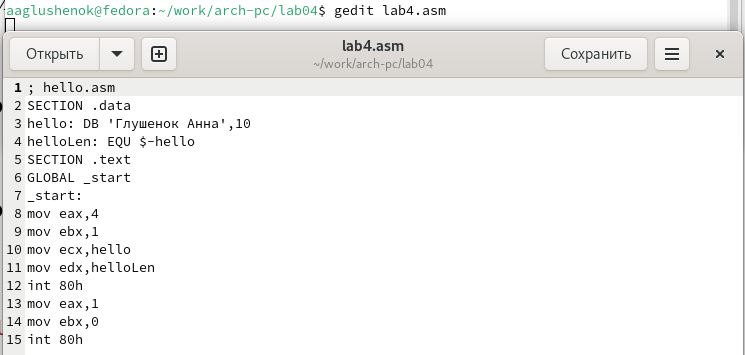 aaglushenok@fedora:~/work/arch-pc/lab04$ gedit lab4.asm
Открыть
lab4.asm
~/work/arch-pc/lab04
Сохранить
1 ; hello.asm
2 SECTION .data
3 hello: DB 'Глушенок Анна',10
4 helloLen: EQU $-hello
5 SECTION .text
6 GLOBAL _start
7 _start:
8 mov eax,4
9 mov ebx,1
10 mov ecx,hello
11 mov edx,helloLen
12 int 80h
13 mov eax,1
14 mov ebx,0
15 int 80h